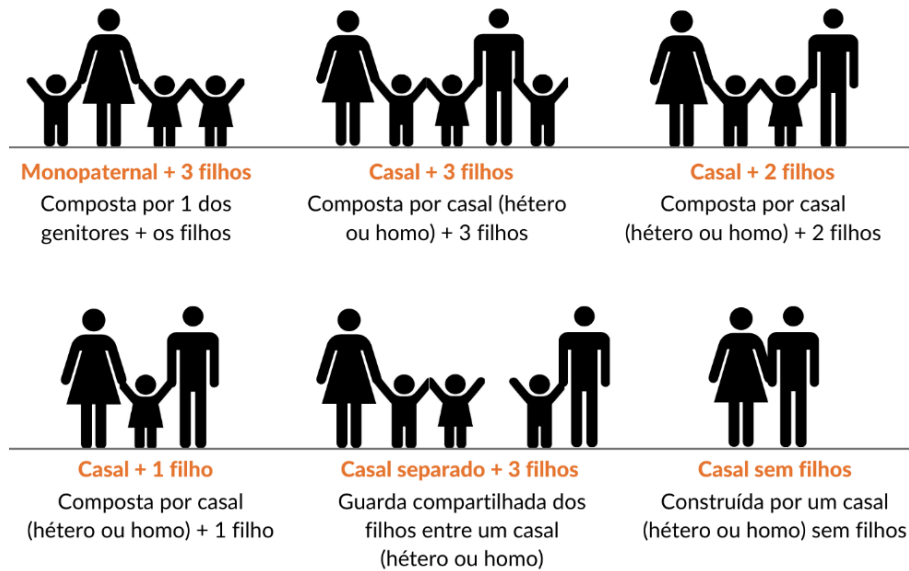 Monopaternal + 3 filhos
Composta por 1 dos
genitores + os filhos
Casal + 3 filhos
Composta por casal (hétero
ou homo) + 3 filhos
Casal + 2 filhos
Composta por casal
(hétero ou homo) + 2 filhos
Casal + 1 filho
Composta por casal
(hétero ou homo) + 1 filho
Casal separado + 3 filhos
Guarda compartilhada dos
filhos entre um casal
(hétero ou homo)
Casal sem filhos
Construída por um casal
(hétero ou homo) sem filhos